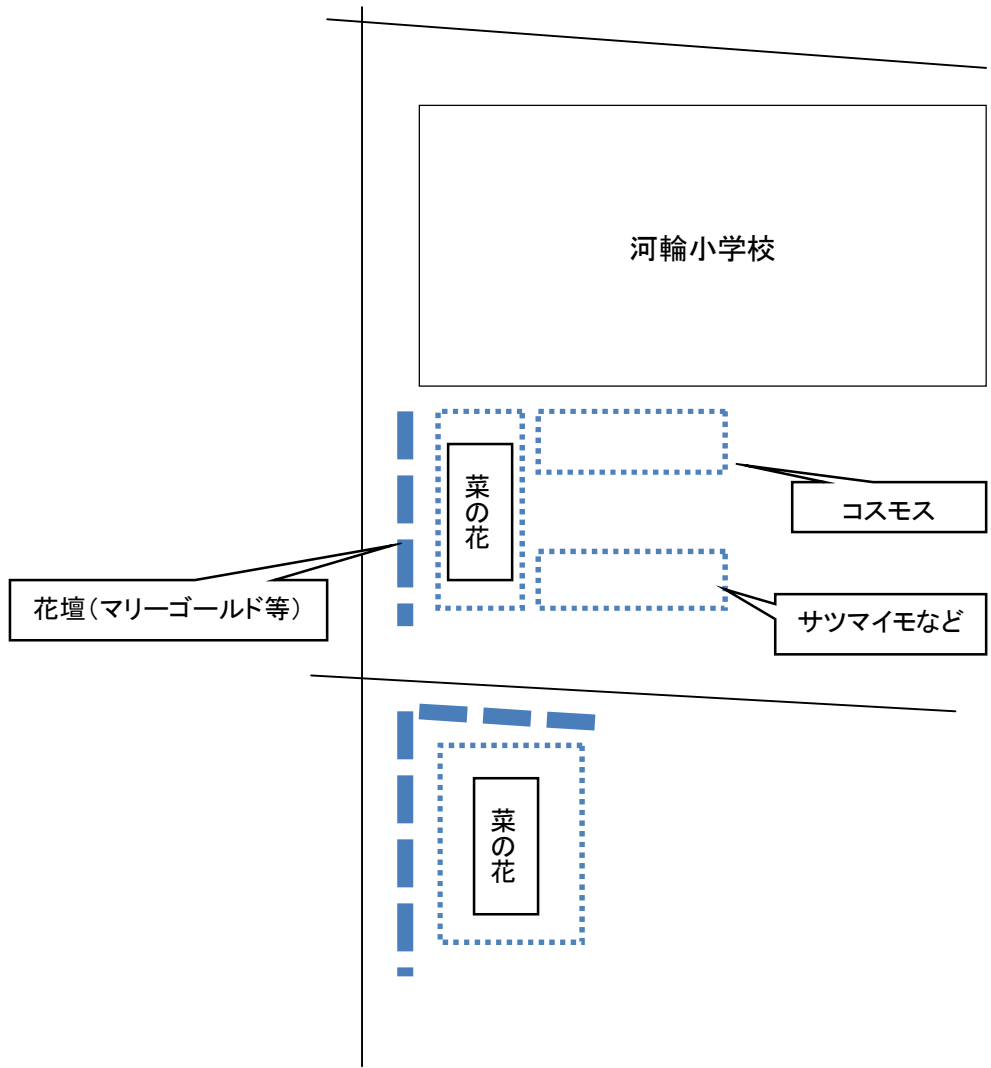 河輪小学校
菜の花
コスモス
花壇（マリーゴールド等）
サツマイモなど
菜の花